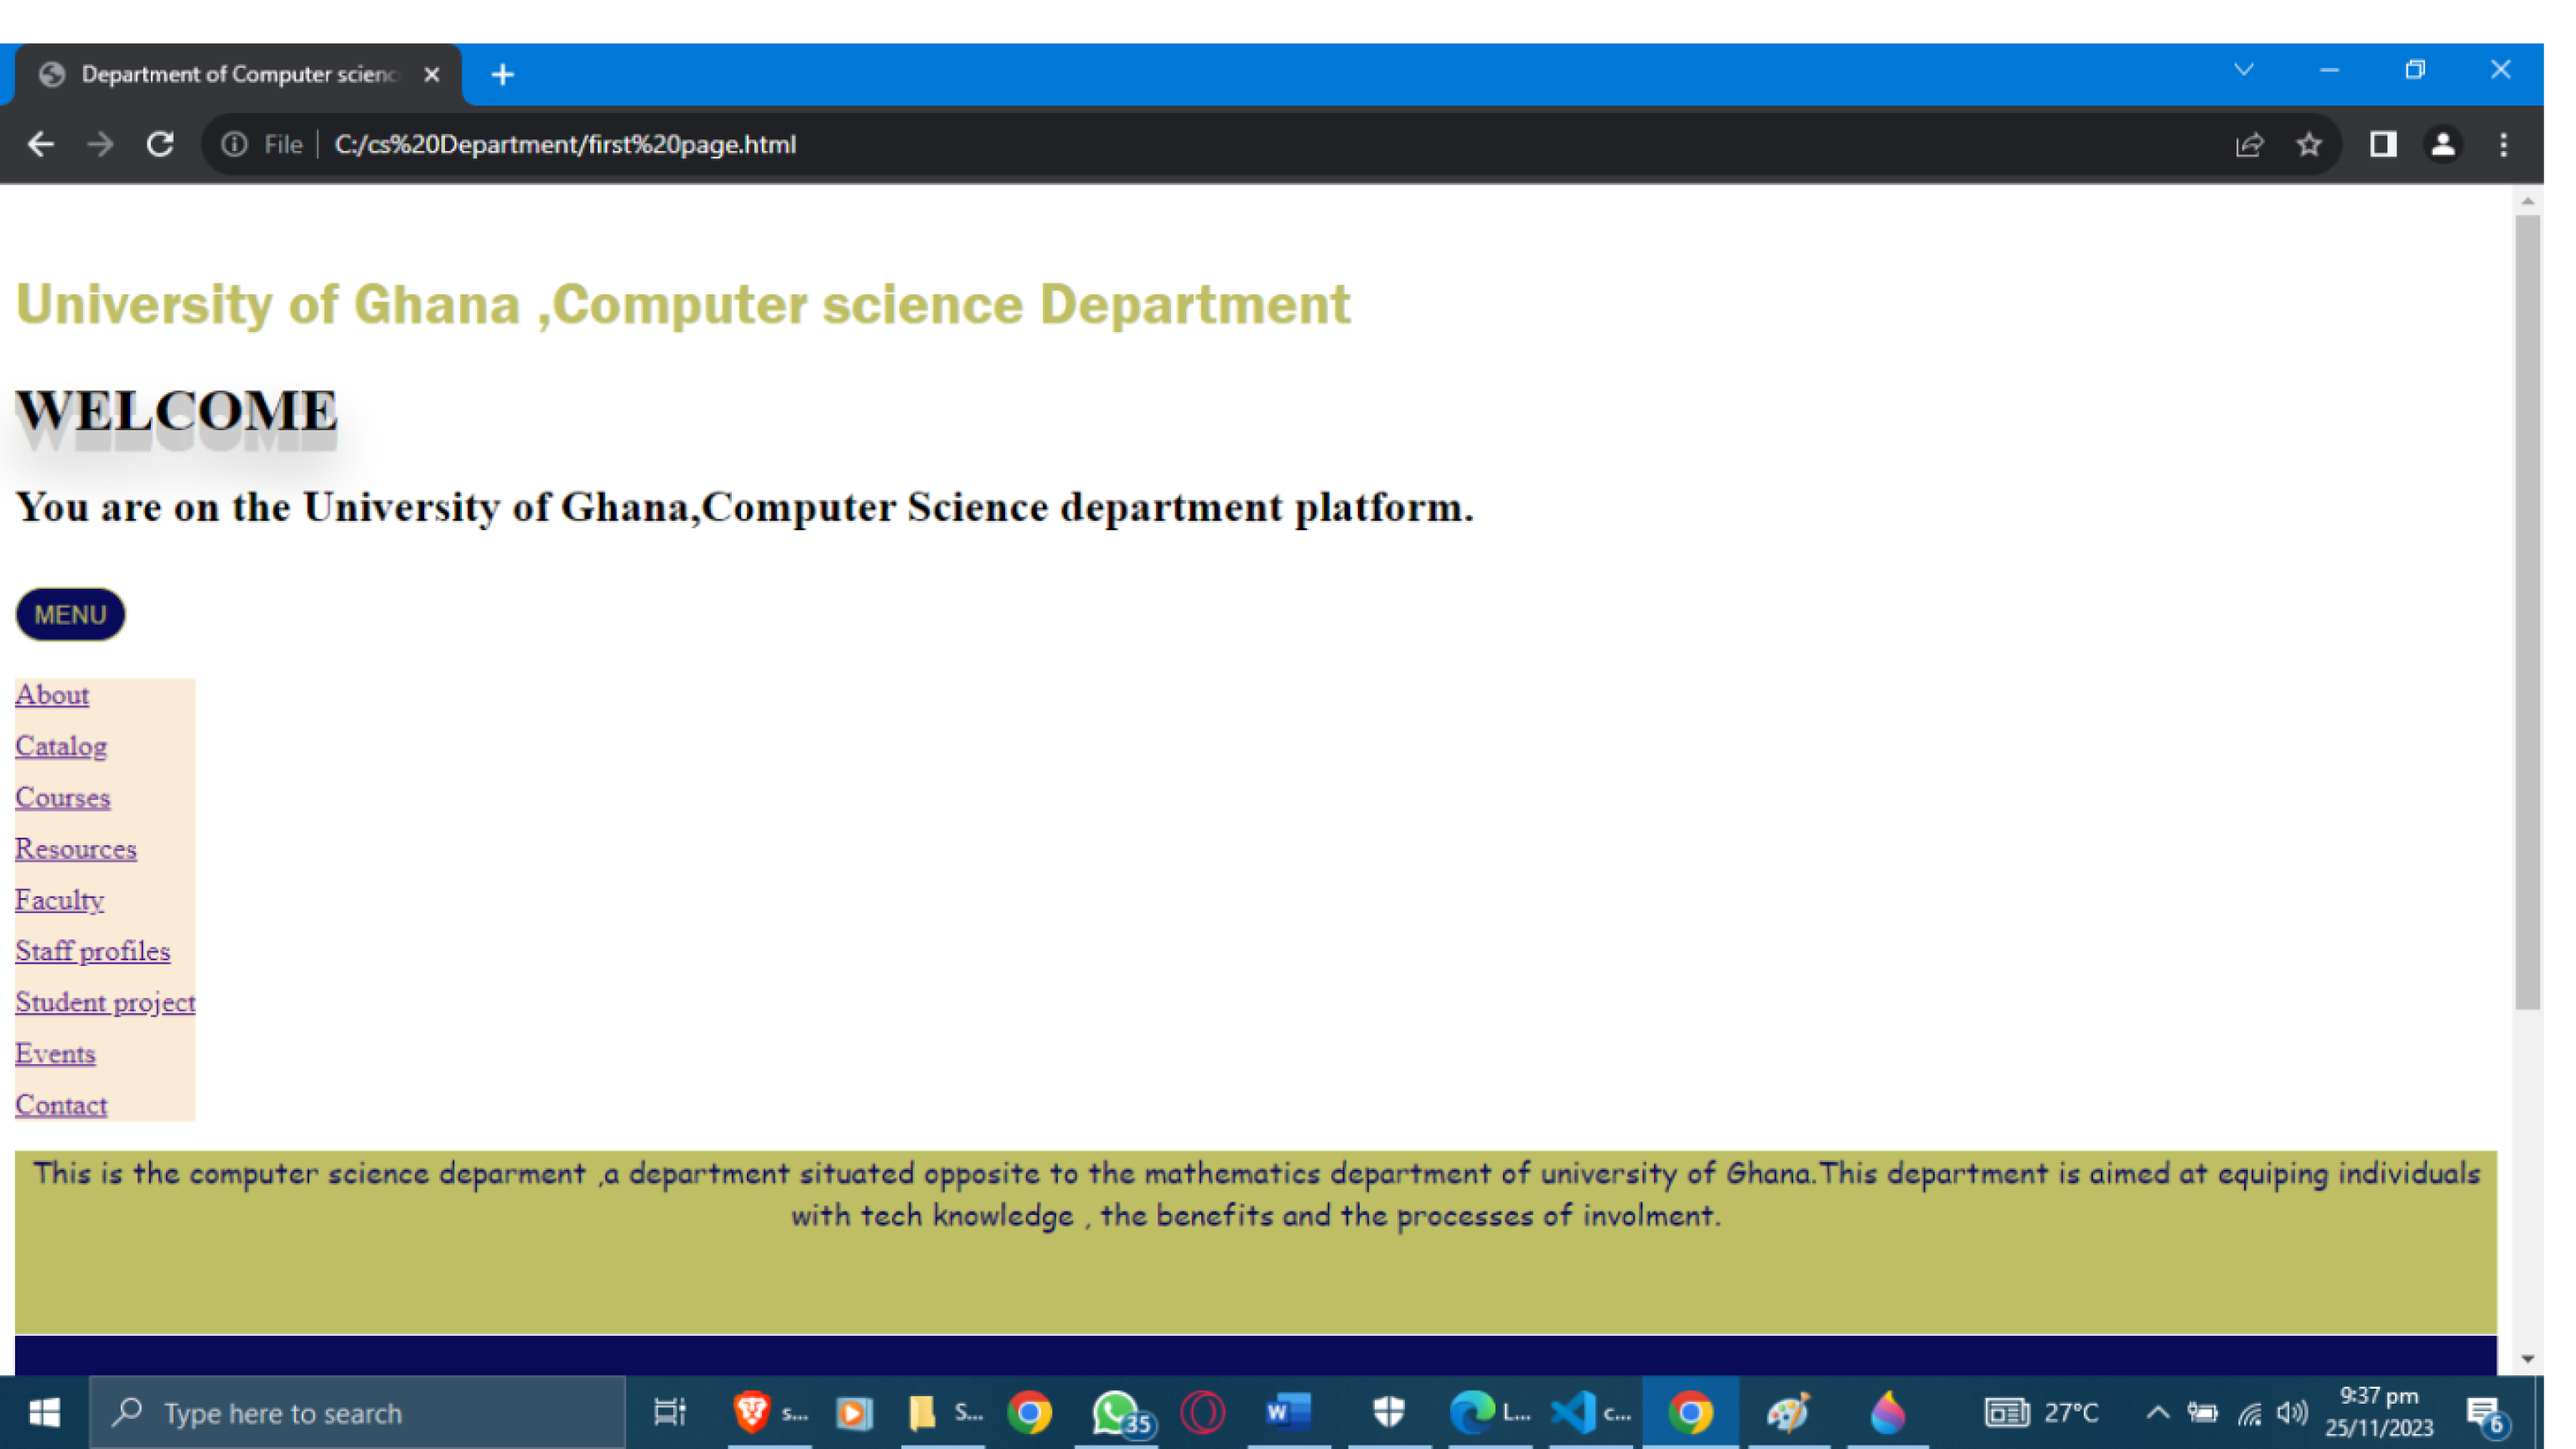 Department of Computer scienc
File
C:/cs%20Department/first%20page.html
University of Ghana ,Computer science Department
WELCOME
You are on the University of Ghana,Computer Science department platform.
MENU
About
Catalog
Courses
Resources
Faculty
Staff profiles
Student project
Events
Contact
This is the computer science deparment ,a department situated opposite to the mathematics department of university of Ghana.This department is aimed at equiping individuals
with tech knowledge , the benefits and the processes of involment.
Type here to search
s...
S...
35
W
L...
c...
27°C
9:37 pm
25/11/2023
6